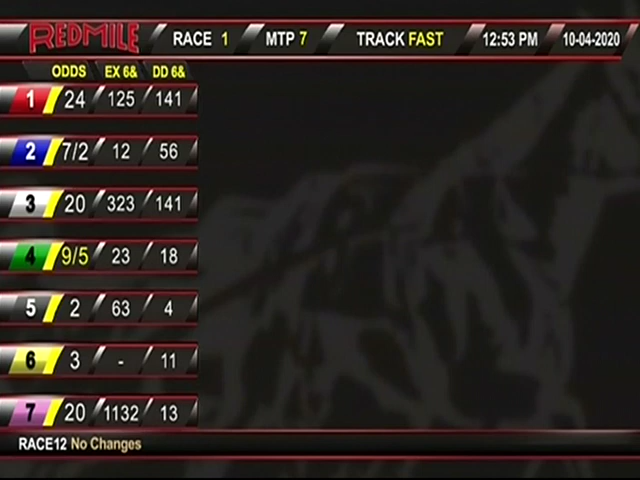 REDMILE RACE 1 MTP 7 TRACK FAST 12:53 PM 10-04-2020
ODDS EX 6& DD 6&
1 24 125 141
2 7/2 12 56
3 20 323 141
4 9/5 23 18
5 2 63 4
6 3 - 11
7 20 1132 13
RACE12 No Changes